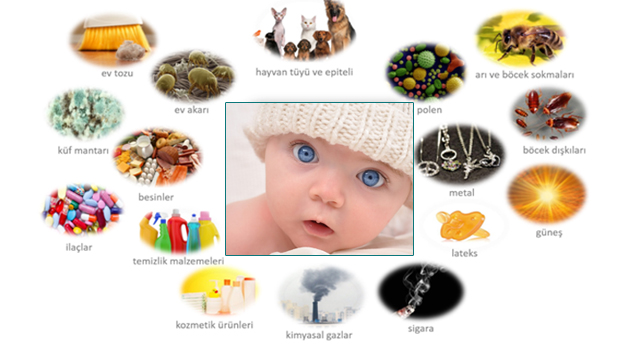 ev tozu
hayvan tüyü ve epiteli
arı ve böcek sokmaları
ev akarı
polen
küf mantarı
böcek dışkıları
besinler
metal
ilaçlar
güneş
temizlik malzemeleri
lateks
kozmetik ürünleri
kimyasal gazlar
sigara